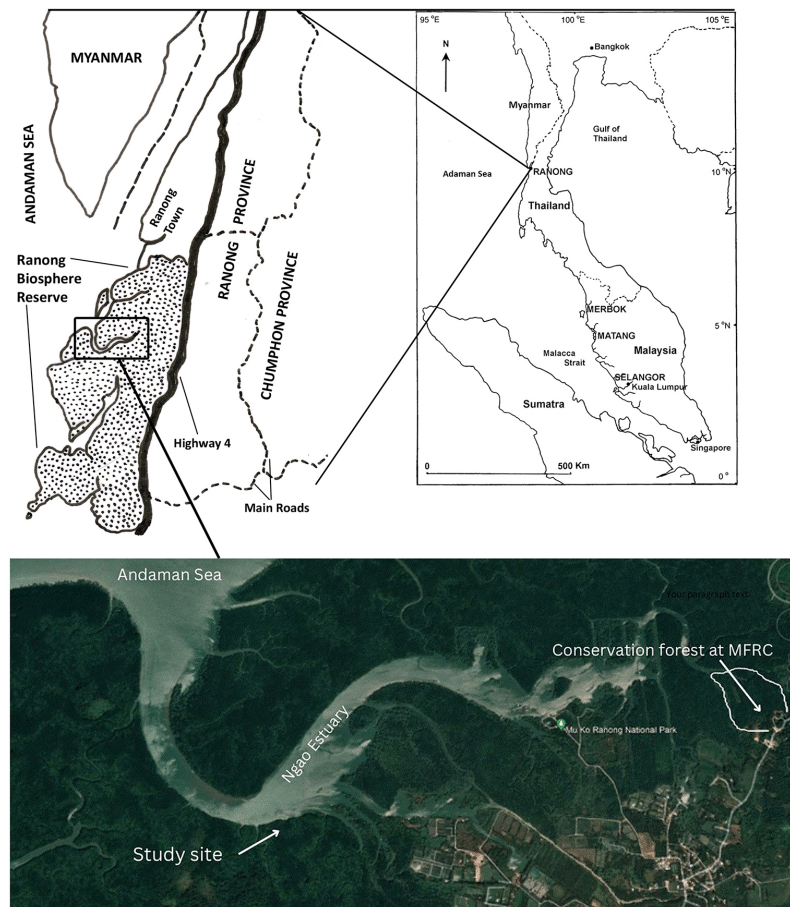 MYANMAR
ANDAMAN SEA
Ranong
Town
Ranong
Biosphere
Reserve
RANONG PROVINCE
CHUMPHON PROVINCE
Highway 4
Main Roads
95 °E
100 °E
105 °E
N
Bangkok
Myanmar
Gulf of
Thailand
Adaman Sea
RANONG
10 °N
Thailand
MERBOK
5 °N
MATANG
Malacca
Strait
Malaysia
SELANGOR
Kuala Lumpur
Sumatra
Singapore
0
500 Km
0 °
Andaman Sea
Your paragraph text
Conservation forest at MFRC
Ngao Estuary
Mu Ko Ranong National Park
Study site